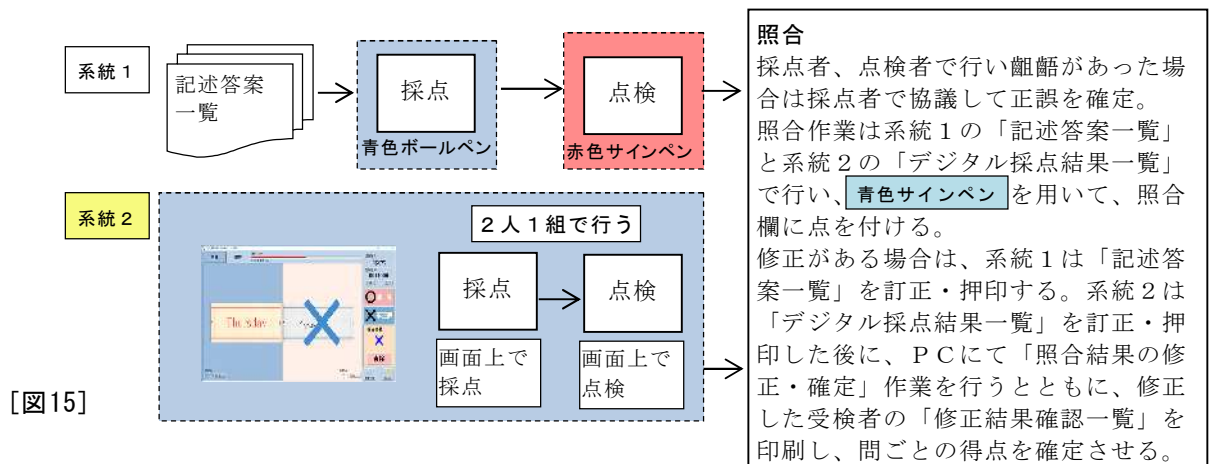 系統１
記述答案
一覧
採点
青色ボールペン
点検
赤色サインペン
系統２
２人１組で行う
Thursday
採点
点検
画面上で
採点
画面上で
点検
[図15]
照合
採点者、点検者で行い齟齬があった場
合は採点者で協議して正誤を確定。
照合作業は系統１の「記述答案一覧」
と系統２の「デジタル採点結果一覧」
で行い、青色サインペンを用いて、照合
欄に点を付ける。
修正がある場合は、系統１は「記述答
案一覧」を訂正・押印する。系統２は
「デジタル採点結果一覧」を訂正・押
印した後に、ＰＣにて「照合結果の修
正・確定」作業を行うとともに、修正
した受検者の「修正結果確認一覧」を
印刷し、問ごとの得点を確定させる。